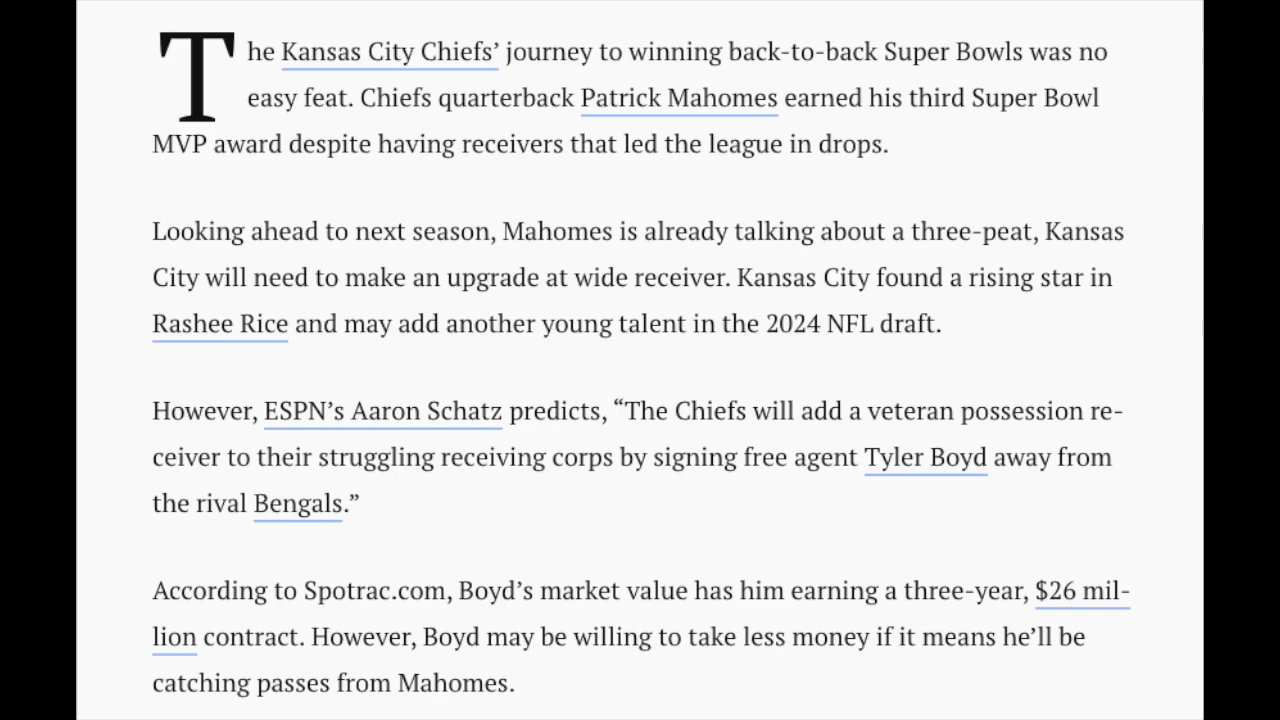 The Kansas City Chiefs’ journey to winning back-to-back Super Bowls was no
easy feat. Chiefs quarterback Patrick Mahomes earned his third Super Bowl
MVP award despite having receivers that led the league in drops.
Looking ahead to next season, Mahomes is already talking about a three-peat, Kansas
City will need to make an upgrade at wide receiver. Kansas City found a rising star in
Rashee Rice and may add another young talent in the 2024 NFL draft.
However, ESPN’s Aaron Schatz predicts, “The Chiefs will add a veteran possession re-
ceiver to their struggling receiving corps by signing free agent Tyler Boyd away from
the rival Bengals.”
According to Spotrac.com, Boyd’s market value has him earning a three-year, $26 mil-
lion contract. However, Boyd may be willing to take less money if it means he’ll be
catching passes from Mahomes.